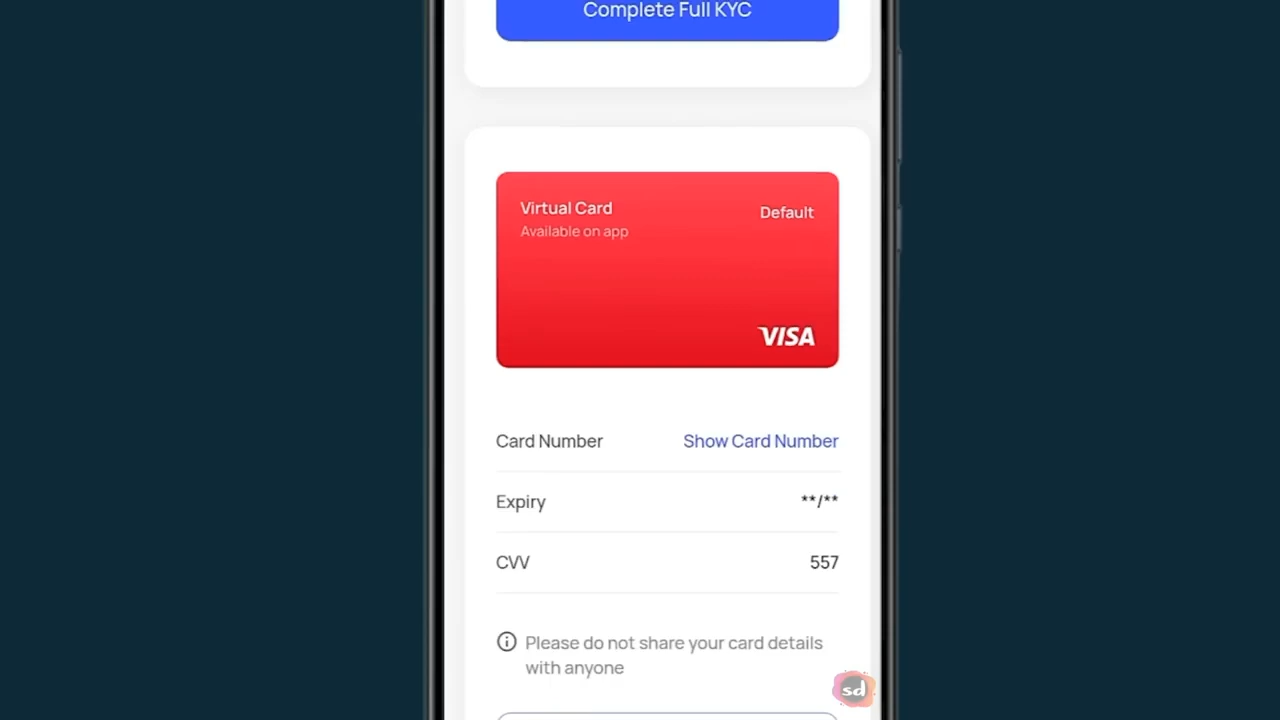 Complete Full KYC
Virtual Card
Default
Available on app
VISA
Card Number
Show Card Number
Expiry
**/**
CVV
557
Please do not share your card details
with anyone
sd